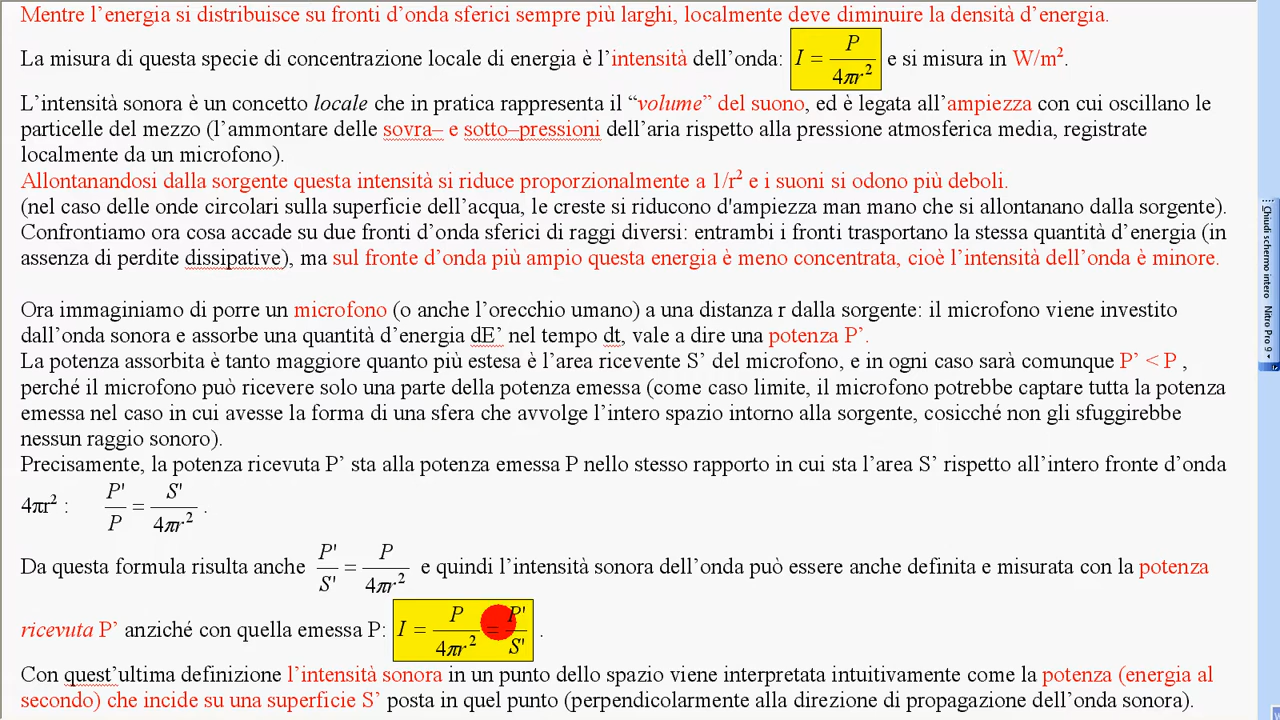 Mentre l'energia si distribuisce su fronti d'onda sferici sempre più larghi, localmente deve diminuire la densità d'energia.
La misura di questa specie di concentrazione locale di energia è l'intensità dell'onda: I = P / 4πr² e si misura in W/m².
L'intensità sonora è un concetto locale che in pratica rappresenta il “volume” del suono, ed è legata all'ampiezza con cui oscillano le
particelle del mezzo (l'ammontare delle sovra– e sotto–pressioni dell'aria rispetto alla pressione atmosferica media, registrate
localmente da un microfono).
Allontanandosi dalla sorgente questa intensità si riduce proporzionalmente a 1/r² e i suoni si odono più deboli.
(nel caso delle onde circolari sulla superficie dell'acqua, le creste si riducono d'ampiezza man mano che si allontanano dalla sorgente).
Confrontiamo ora cosa accade su due fronti d'onda sferici di raggi diversi: entrambi i fronti trasportano la stessa quantità d'energia (in
assenza di perdite dissipative), ma sul fronte d'onda più ampio questa energia è meno concentrata, cioè l'intensità dell'onda è minore.
Ora immaginiamo di porre un microfono (o anche l'orecchio umano) a una distanza r dalla sorgente: il microfono viene investito
dall'onda sonora e assorbe una quantità d'energia dE' nel tempo dt, vale a dire una potenza P'.
La potenza assorbita è tanto maggiore quanto più estesa è l'area ricevente S' del microfono, e in ogni caso sarà comunque P' < P ,
perché il microfono può ricevere solo una parte della potenza emessa (come caso limite, il microfono potrebbe captare tutta la potenza
emessa nel caso in cui avesse la forma di una sfera che avvolge l'intero spazio intorno alla sorgente, cosicché non gli sfuggirebbe
nessun raggio sonoro).
Precisamente, la potenza ricevuta P' sta alla potenza emessa P nello stesso rapporto in cui sta l'area S' rispetto all'intero fronte d'onda
4πr² : P' / P = S' / 4πr² .
Da questa formula risulta anche P' / S' = P / 4πr² e quindi l'intensità sonora dell'onda può essere anche definita e misurata con la potenza
ricevuta P' anziché con quella emessa P: I = P / 4πr² = P' / S' .
Con quest'ultima definizione l'intensità sonora in un punto dello spazio viene interpretata intuitivamente come la potenza (energia al
secondo) che incide su una superficie S' posta in quel punto (perpendicolarmente alla direzione di propagazione dell'onda sonora).
Chiudi schermo intero Nitro Pro 9